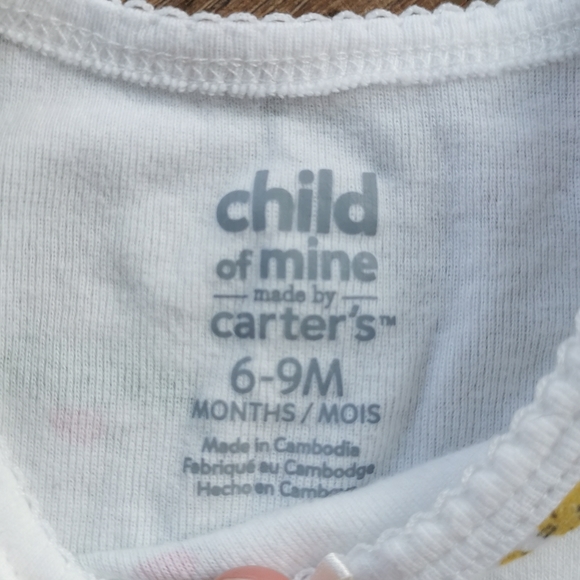 child
of mine
made by
carter's™
6-9M
MONTHS / MOIS
Made in Cambodia
Fabriqué au Cambodge
Hecho en